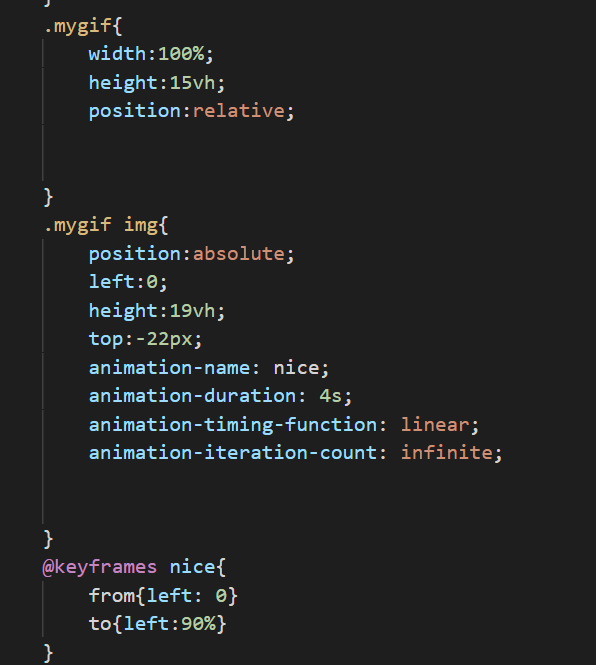 }
.mygif{
width:100%;
height:15vh;
position:relative;
}
.mygif img{
position:absolute;
left:0;
height:19vh;
top:-22px;
animation-name: nice;
animation-duration: 4s;
animation-timing-function: linear;
animation-iteration-count: infinite;
}
@keyframes nice{
from{left: 0}
to{left:90%}
}